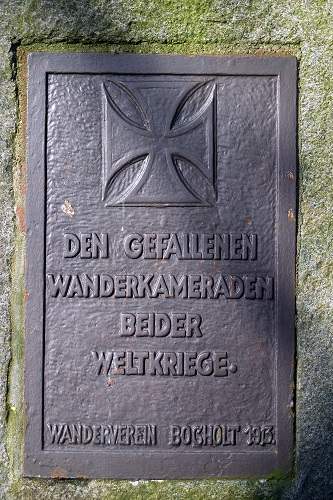 DEN GEFALLENEN
WANDERKAMERADEN
BEIDER
WELTKRIEGE.
WANDERVEREIN BOCHOLT 1913